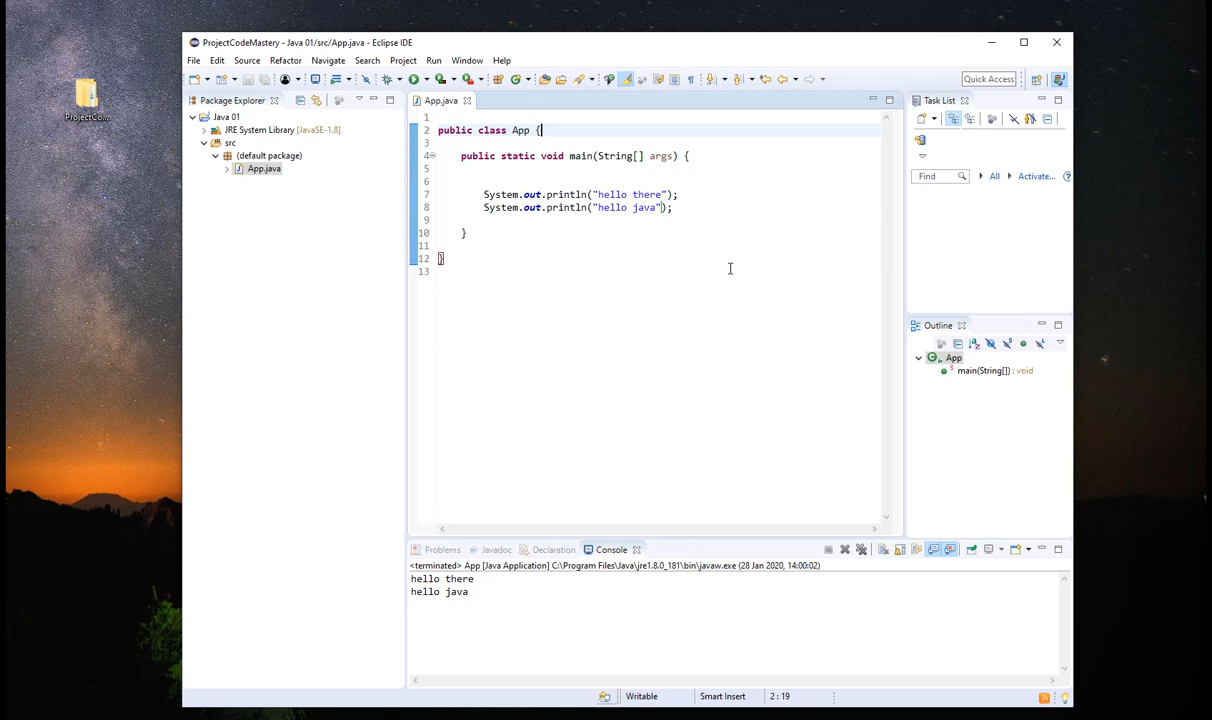 ProjectCo...
ProjectCodeMastery - Java 01/src/App.java - Eclipse IDE
File Edit Source Refactor Navigate Search Project Run Window Help
Quick Access
Package Explorer
Java 01
JRE System Library [JavaSE-1.8]
src
(default package)
App.java
App.java
1
2 public class App {
3
4 public static void main(String[] args) {
5
6
7 System.out.println("hello there");
8 System.out.println("hello java");
9
10 }
11
12 }
13
Task List
Find All Activate...
Outline
App
main(String[]) : void
Problems Javadoc Declaration Console
<terminated> App [Java Application] C:\Program Files\Java\jre1.8.0_181\bin\javaw.exe (28 Jan 2020, 14:00:02)
hello there
hello java
Writable Smart Insert 2 : 19